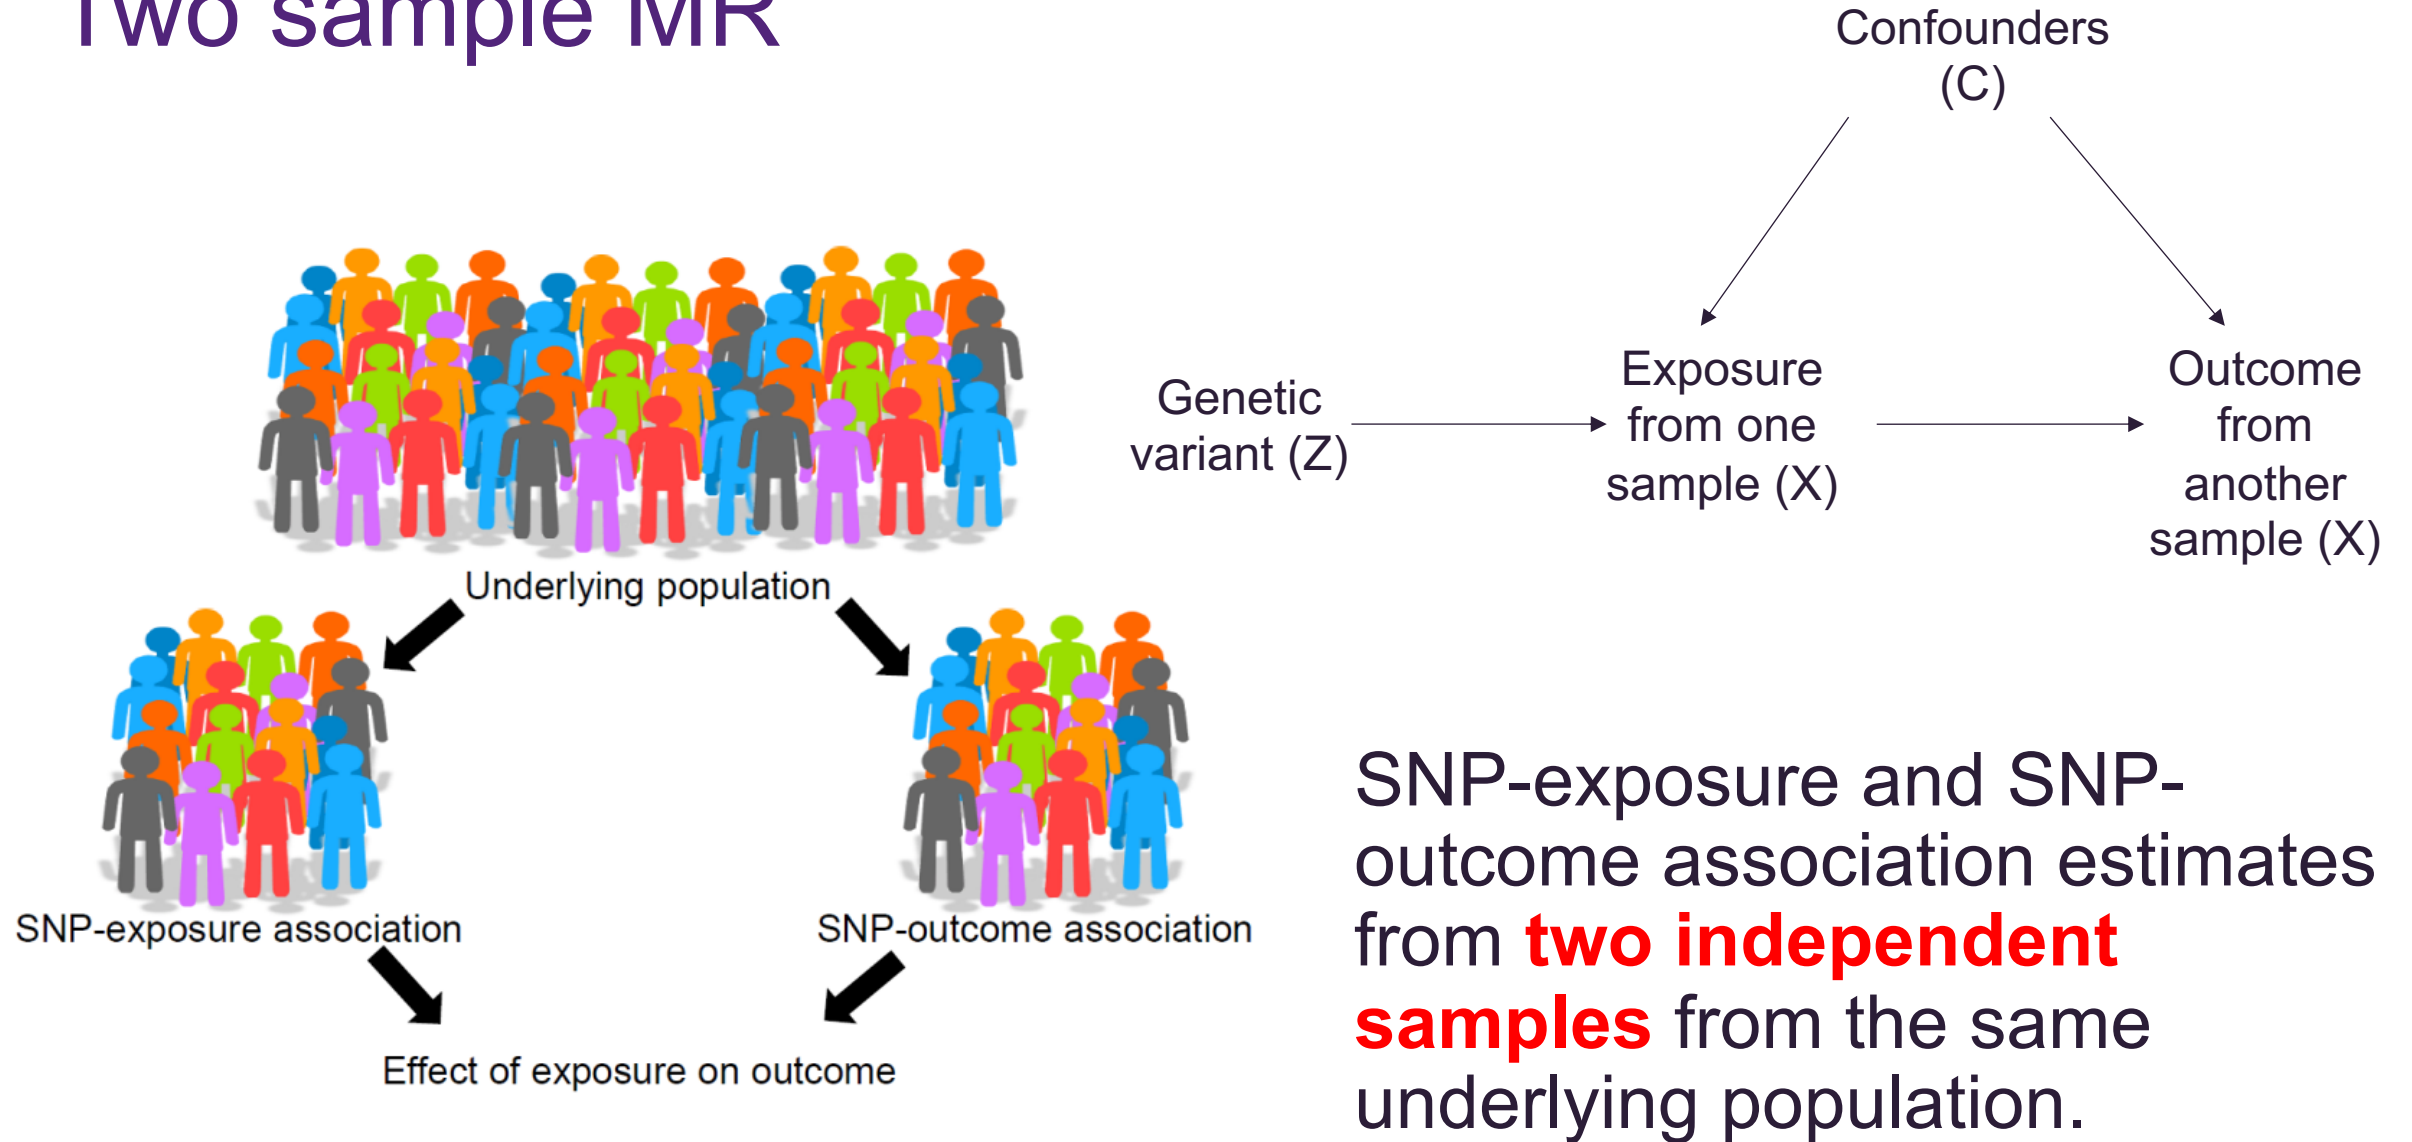 Two sample MR
Confounders
(C)
Genetic
variant (Z)
Exposure
from one
sample (X)
Outcome
from
another
sample (X)
Underlying population
SNP-exposure association
SNP-outcome association
Effect of exposure on outcome
SNP-exposure and SNP-
outcome association estimates
from two independent
samples from the same
underlying population.